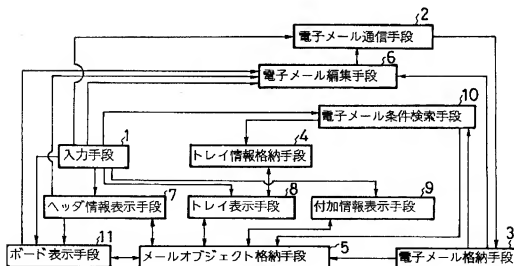 2
電子メール通信手段
6
電子メール編集手段
10
電子メール条件検索手段
1
入力手段
4
トレイ情報格納手段
7
ヘッダ情報表示手段
8
トレイ表示手段
9
付加情報表示手段
3
11
ボード表示手段
5
メールオブジェクト格納手段
電子メール格納手段